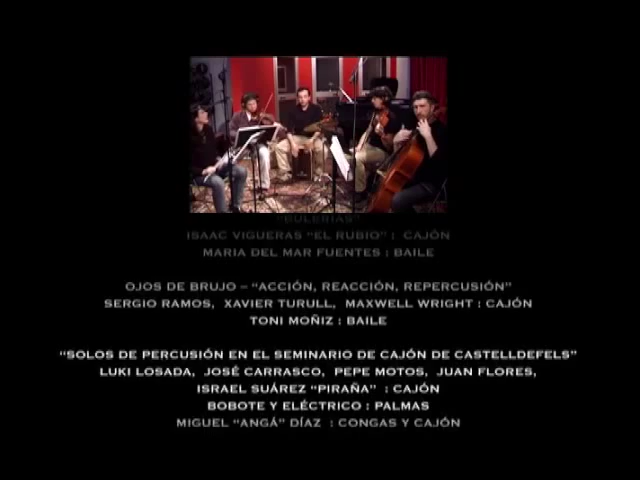 "BULERIAS"
ISAAC VIGUERAS "EL RUBIO" : CAJÓN
MARIA DEL MAR FUENTES : BAILE
OJOS DE BRUJO – "ACCIÓN, REACCIÓN, REPERCUSIÓN"
SERGIO RAMOS, XAVIER TURULL, MAXWELL WRIGHT : CAJÓN
TONI MOÑIZ : BAILE
"SOLOS DE PERCUSIÓN EN EL SEMINARIO DE CAJÓN DE CASTELLDEFELS"
LUKI LOSADA, JOSÉ CARRASCO, PEPE MOTOS, JUAN FLORES,
ISRAEL SUÁREZ "PIRAÑA" : CAJÓN
BOBOTE Y ELÉCTRICO : PALMAS
MIGUEL "ANGÁ" DÍAZ : CONGAS Y CAJÓN